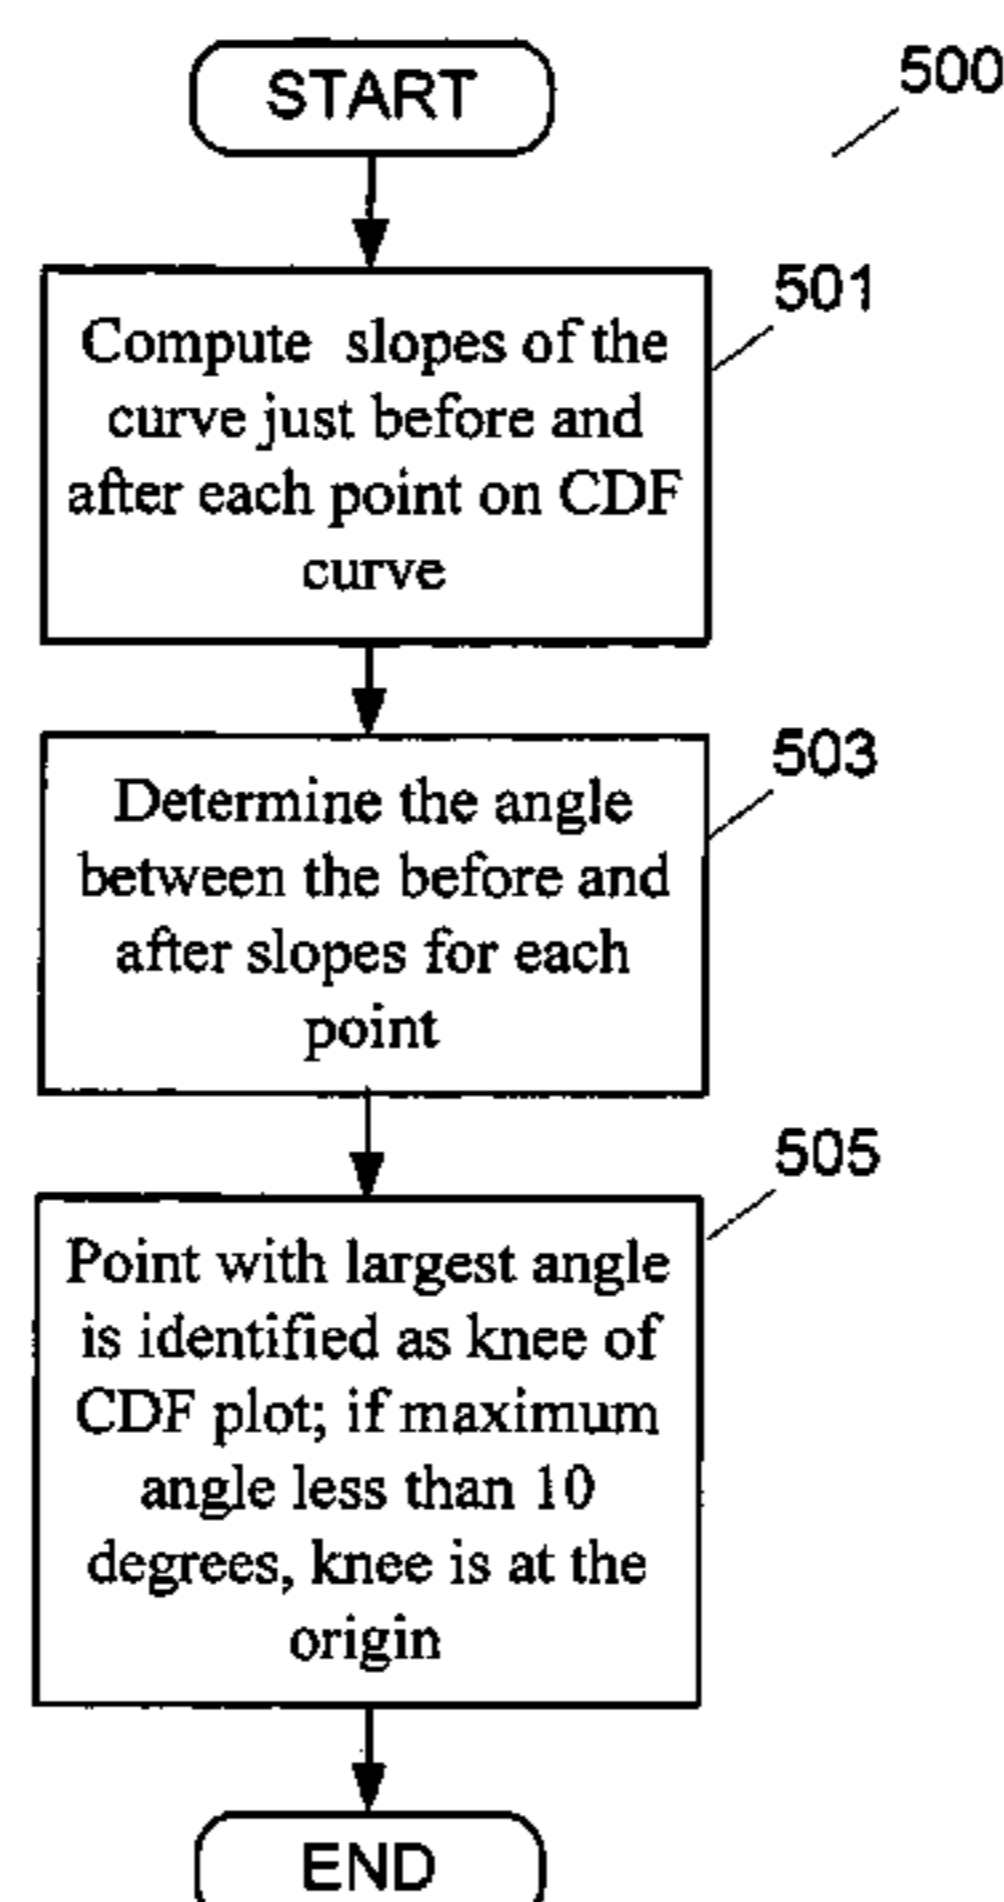 START
500
501
Compute slopes of the
curve just before and
after each point on CDF
curve
503
Determine the angle
between the before and
after slopes for each
point
505
Point with largest angle
is identified as knee of
CDF plot; if maximum
angle less than 10
degrees, knee is at the
origin
END